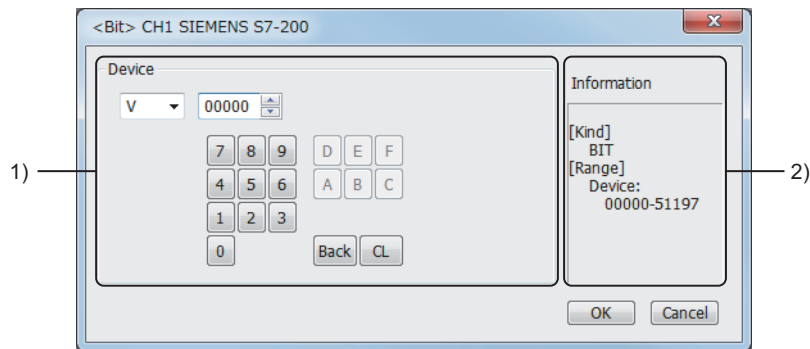 <Bit> CH1 SIEMENS S7-200
Device
V 00000
7 8 9 D E F
4 5 6 A B C
1 2 3
0 Back CL
1)
Information
[Kind]
BIT
[Range]
Device:
00000-51197
2)
OK Cancel